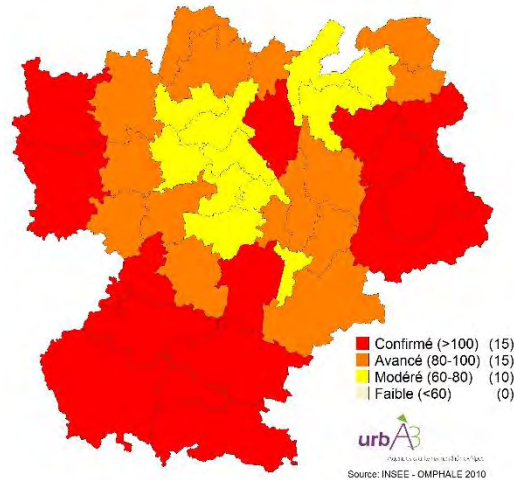 Confirmé (>100) (15)
Avancé (80-100) (15)
Modéré (60-80) (10)
Faible (<60) (0)
urbA3
Source: INSEE - OMPHALE 2010